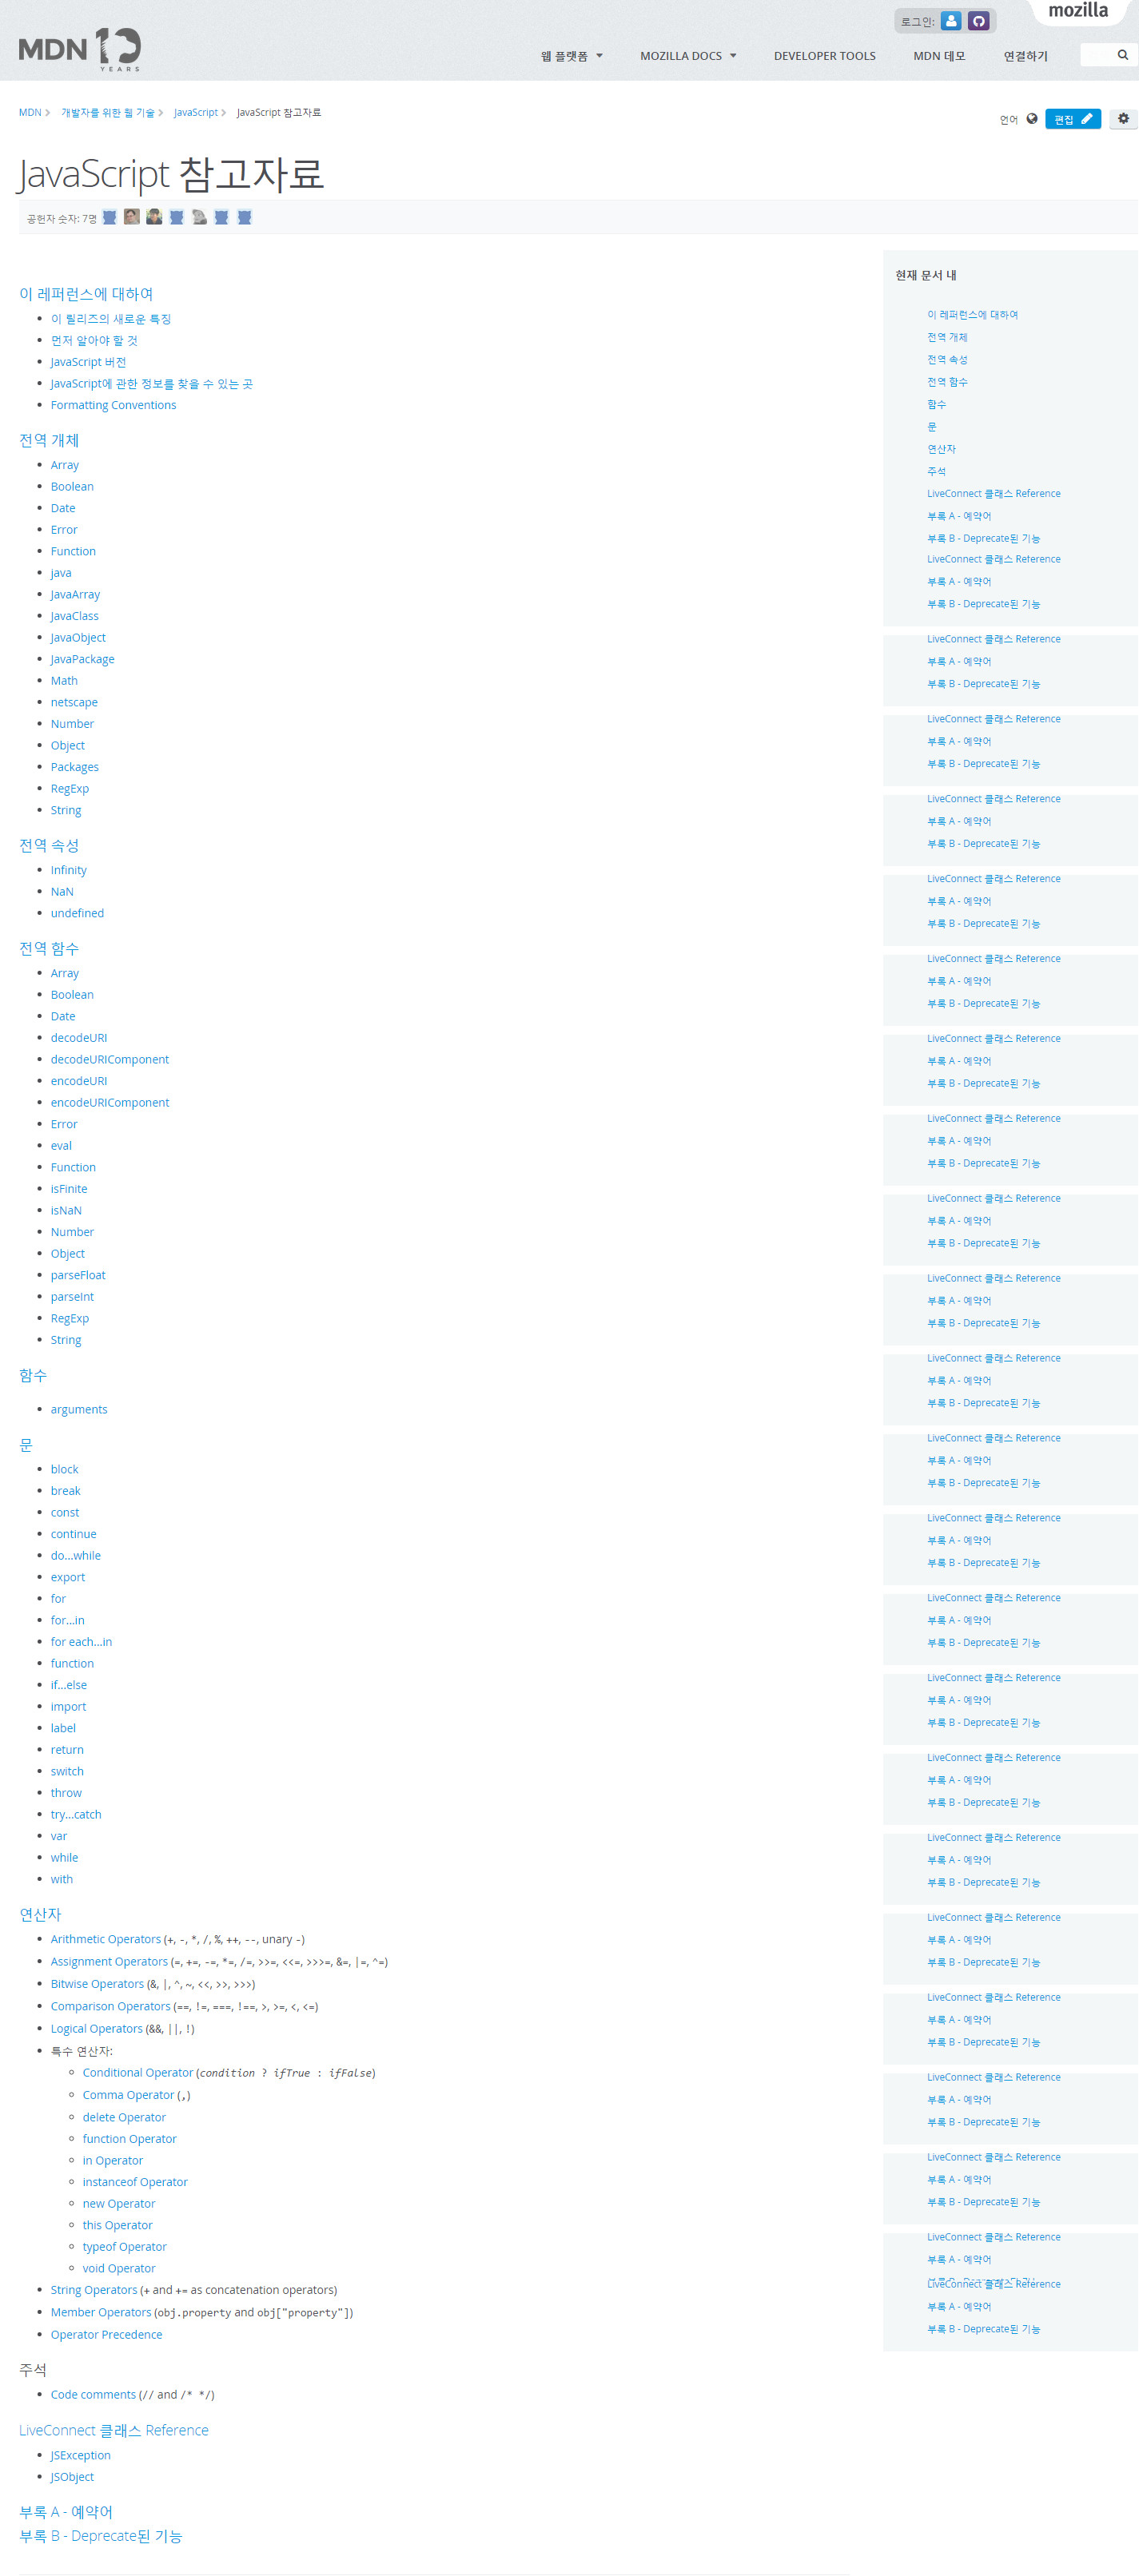 mozilla
로그인:
MDN 10 YEARS
웹 플랫폼
MOZILLA DOCS
DEVELOPER TOOLS
MDN 데모
연결하기
MDN 개발자를 위한 웹 기술 JavaScript JavaScript 참고자료
언어 편집
JavaScript 참고자료
공헌자 숫자: 7명
이 레퍼런스에 대하여
이 릴리즈의 새로운 특징
먼저 알아야 할 것
JavaScript 버전
JavaScript에 관한 정보를 찾을 수 있는 곳
Formatting Conventions
전역 개체
Array
Boolean
Date
Error
Function
java
JavaArray
JavaClass
JavaObject
JavaPackage
Math
netscape
Number
Object
Packages
RegExp
String
전역 속성
Infinity
NaN
undefined
전역 함수
Array
Boolean
Date
decodeURI
decodeURIComponent
encodeURI
encodeURIComponent
Error
eval
Function
isFinite
isNaN
Number
Object
parseFloat
parseInt
RegExp
String
함수
arguments
문
block
break
const
continue
do...while
export
for
for...in
for each...in
function
if...else
import
label
return
switch
throw
try...catch
var
while
with
연산자
Arithmetic Operators (+, -, *, /, %, ++, --, unary -)
Assignment Operators (=, +=, -=, *=, /=, >>=, <<=, >>>=, &=, |=, ^=)
Bitwise Operators (&, |, ^, ~, <<, >>, >>>)
Comparison Operators (==, !=, ===, !==, >, >=, <, <=)
Logical Operators (&&, ||, !)
특수 연산자:
Conditional Operator (condition ? ifTrue : ifFalse)
Comma Operator (,)
delete Operator
function Operator
in Operator
instanceof Operator
new Operator
this Operator
typeof Operator
void Operator
String Operators (+ and += as concatenation operators)
Member Operators (obj.property and obj["property"])
Operator Precedence
주석
Code comments (// and /* */)
LiveConnect 클래스 Reference
JSException
JSObject
부록 A - 예약어
부록 B - Deprecate된 기능
현재 문서 내
이 레퍼런스에 대하여
전역 개체
전역 속성
전역 함수
함수
문
연산자
주석
LiveConnect 클래스 Reference
부록 A - 예약어
부록 B - Deprecate된 기능
LiveConnect 클래스 Reference
부록 A - 예약어
부록 B - Deprecate된 기능
LiveConnect 클래스 Reference
부록 A - 예약어
부록 B - Deprecate된 기능
LiveConnect 클래스 Reference
부록 A - 예약어
부록 B - Deprecate된 기능
LiveConnect 클래스 Reference
부록 A - 예약어
부록 B - Deprecate된 기능
LiveConnect 클래스 Reference
부록 A - 예약어
부록 B - Deprecate된 기능
LiveConnect 클래스 Reference
부록 A - 예약어
부록 B - Deprecate된 기능
LiveConnect 클래스 Reference
부록 A - 예약어
부록 B - Deprecate된 기능
LiveConnect 클래스 Reference
부록 A - 예약어
부록 B - Deprecate된 기능
LiveConnect 클래스 Reference
부록 A - 예약어
부록 B - Deprecate된 기능
LiveConnect 클래스 Reference
부록 A - 예약어
부록 B - Deprecate된 기능
LiveConnect 클래스 Reference
부록 A - 예약어
부록 B - Deprecate된 기능
LiveConnect 클래스 Reference
부록 A - 예약어
부록 B - Deprecate된 기능
LiveConnect 클래스 Reference
부록 A - 예약어
부록 B - Deprecate된 기능
LiveConnect 클래스 Reference
부록 A - 예약어
부록 B - Deprecate된 기능
LiveConnect 클래스 Reference
부록 A - 예약어
부록 B - Deprecate된 기능
LiveConnect 클래스 Reference
부록 A - 예약어
부록 B - Deprecate된 기능
LiveConnect 클래스 Reference
부록 A - 예약어
부록 B - Deprecate된 기능
LiveConnect 클래스 Reference
부록 A - 예약어
부록 B - Deprecate된 기능
LiveConnect 클래스 Reference
부록 A - 예약어
부록 B - Deprecate된 기능
LiveConnect 클래스 Reference
부록 A - 예약어
부록 B - Deprecate된 기능
LiveConnect 클래스 Reference
부록 A - 예약어
부록 B - Deprecate된 기능
LiveConnect 클래스 Reference
부록 A - 예약어
LiveConnect 클래스 Reference
부록 A - 예약어
부록 B - Deprecate된 기능